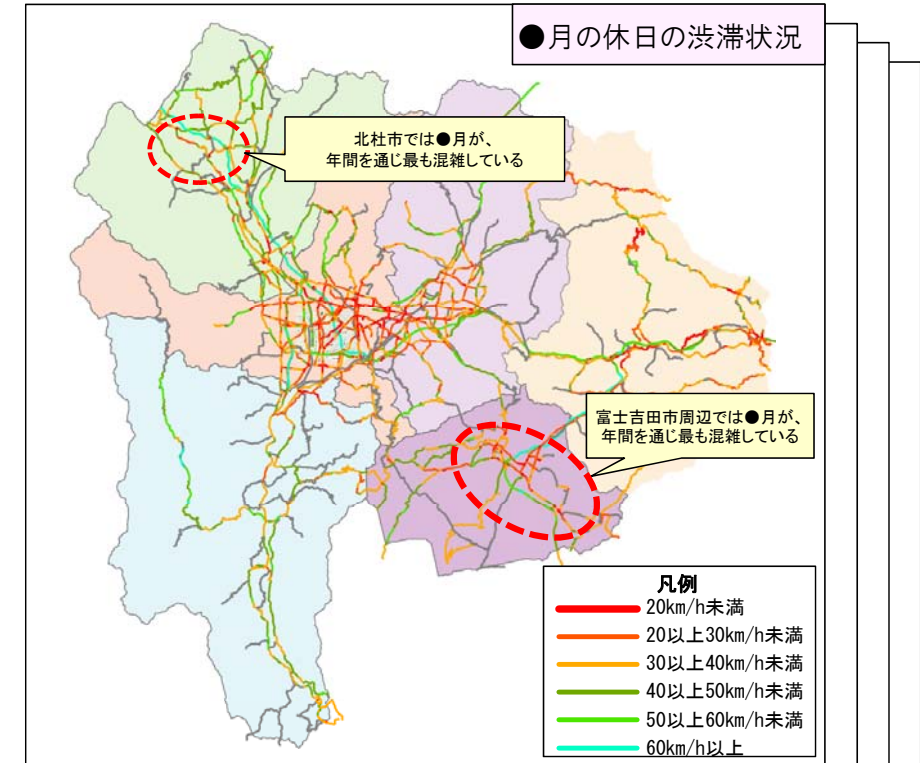 ●月の休日の渋滞状況
北杜市では●月が、
年間を通じ最も混雑している
富士吉田市周辺では●月が、
年間を通じ最も混雑している
凡例
20km/h未満
20以上30km/h未満
30以上40km/h未満
40以上50km/h未満
50以上60km/h未満
60km/h以上